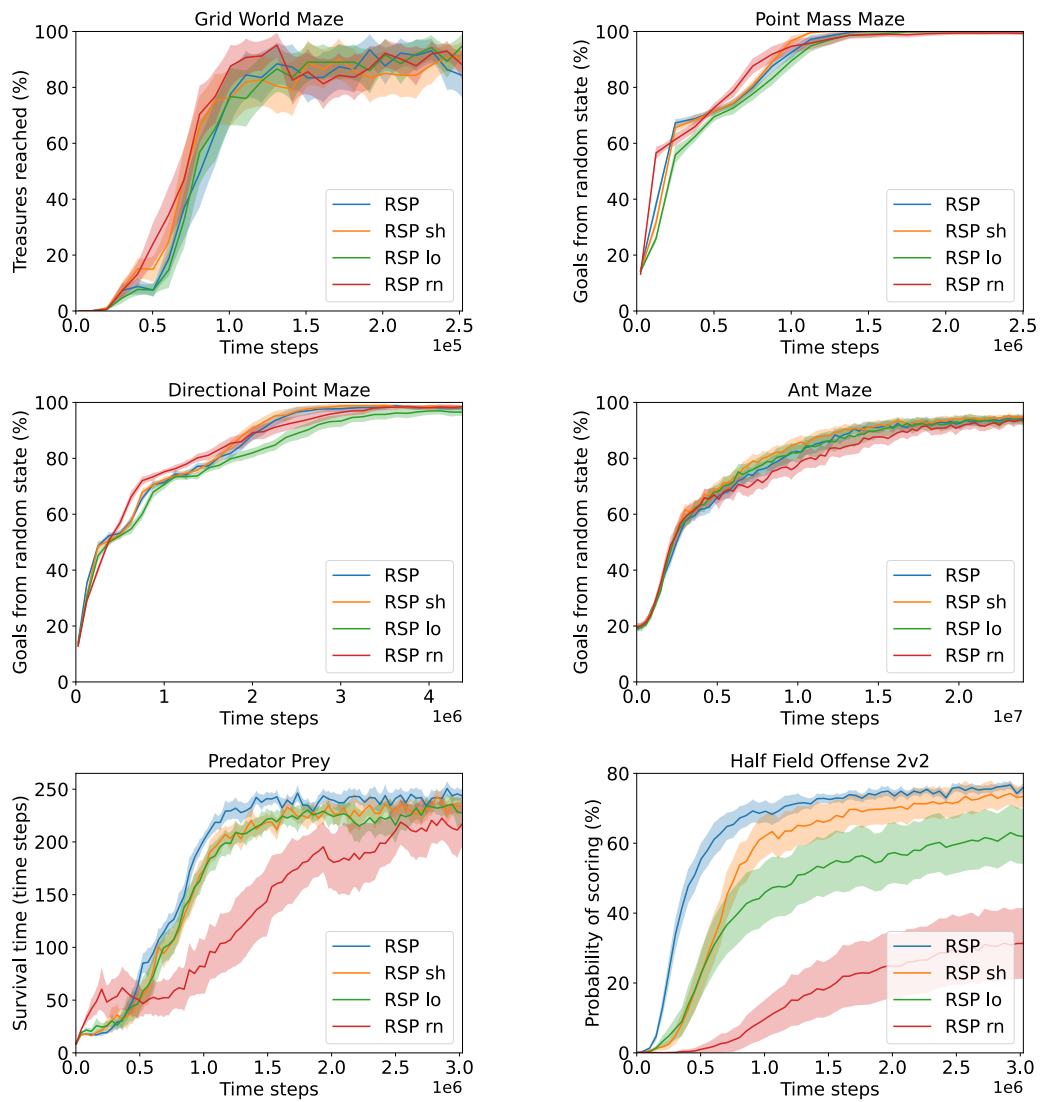 Grid World Maze
Treasures reached (%)
100
80
60
40
20
0
0.0 0.5 1.0 1.5 2.0 2.5
1e5
Time steps
RSP
RSP sh
RSP lo
RSP rn
Point Mass Maze
Goals from random state (%)
100
80
60
40
20
0
0.0 0.5 1.0 1.5 2.0 2.5
1e6
Time steps
RSP
RSP sh
RSP lo
RSP rn
Directional Point Maze
Goals from random state (%)
100
80
60
40
20
0
0 1 2 3 4
1e6
Time steps
RSP
RSP sh
RSP lo
RSP rn
Ant Maze
Goals from random state (%)
100
80
60
40
20
0
0.0 0.5 1.0 1.5 2.0
1e7
Time steps
RSP
RSP sh
RSP lo
RSP rn
Predator Prey
Survival time (time steps)
250
200
150
100
50
0
0.0 0.5 1.0 1.5 2.0 2.5 3.0
1e6
Time steps
RSP
RSP sh
RSP lo
RSP rn
Half Field Offense 2v2
Probability of scoring (%)
80
60
40
20
0
0.0 0.5 1.0 1.5 2.0 2.5 3.0
1e6
Time steps
RSP
RSP sh
RSP lo
RSP rn